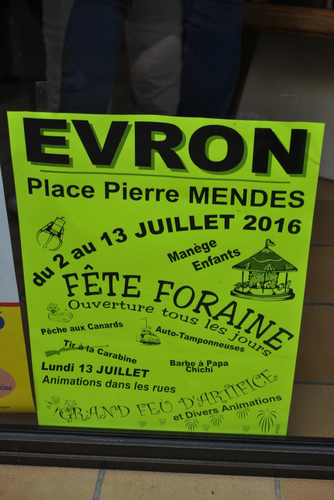 EVRON
Place Pierre MENDES
du 2 au 13 JUILLET 2016
Manège
Enfants
FÊTE FORAINE
Ouverture tous les jours
Pêche aux Canards
Auto-Tamponneuses
Tir à la Carabine
Barbe à Papa
Chichi
Lundi 13 JUILLET
Animations dans les rues
GRAND FEU D'ARTIFICE
et Divers Animations